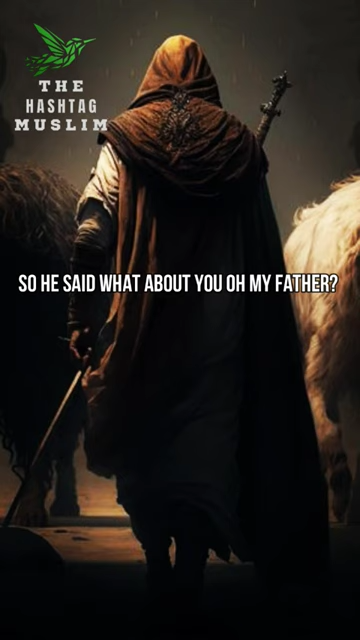 THE
HASHTAG
MUSLIM
SO HE SAID WHAT ABOUT YOU OH MY FATHER?